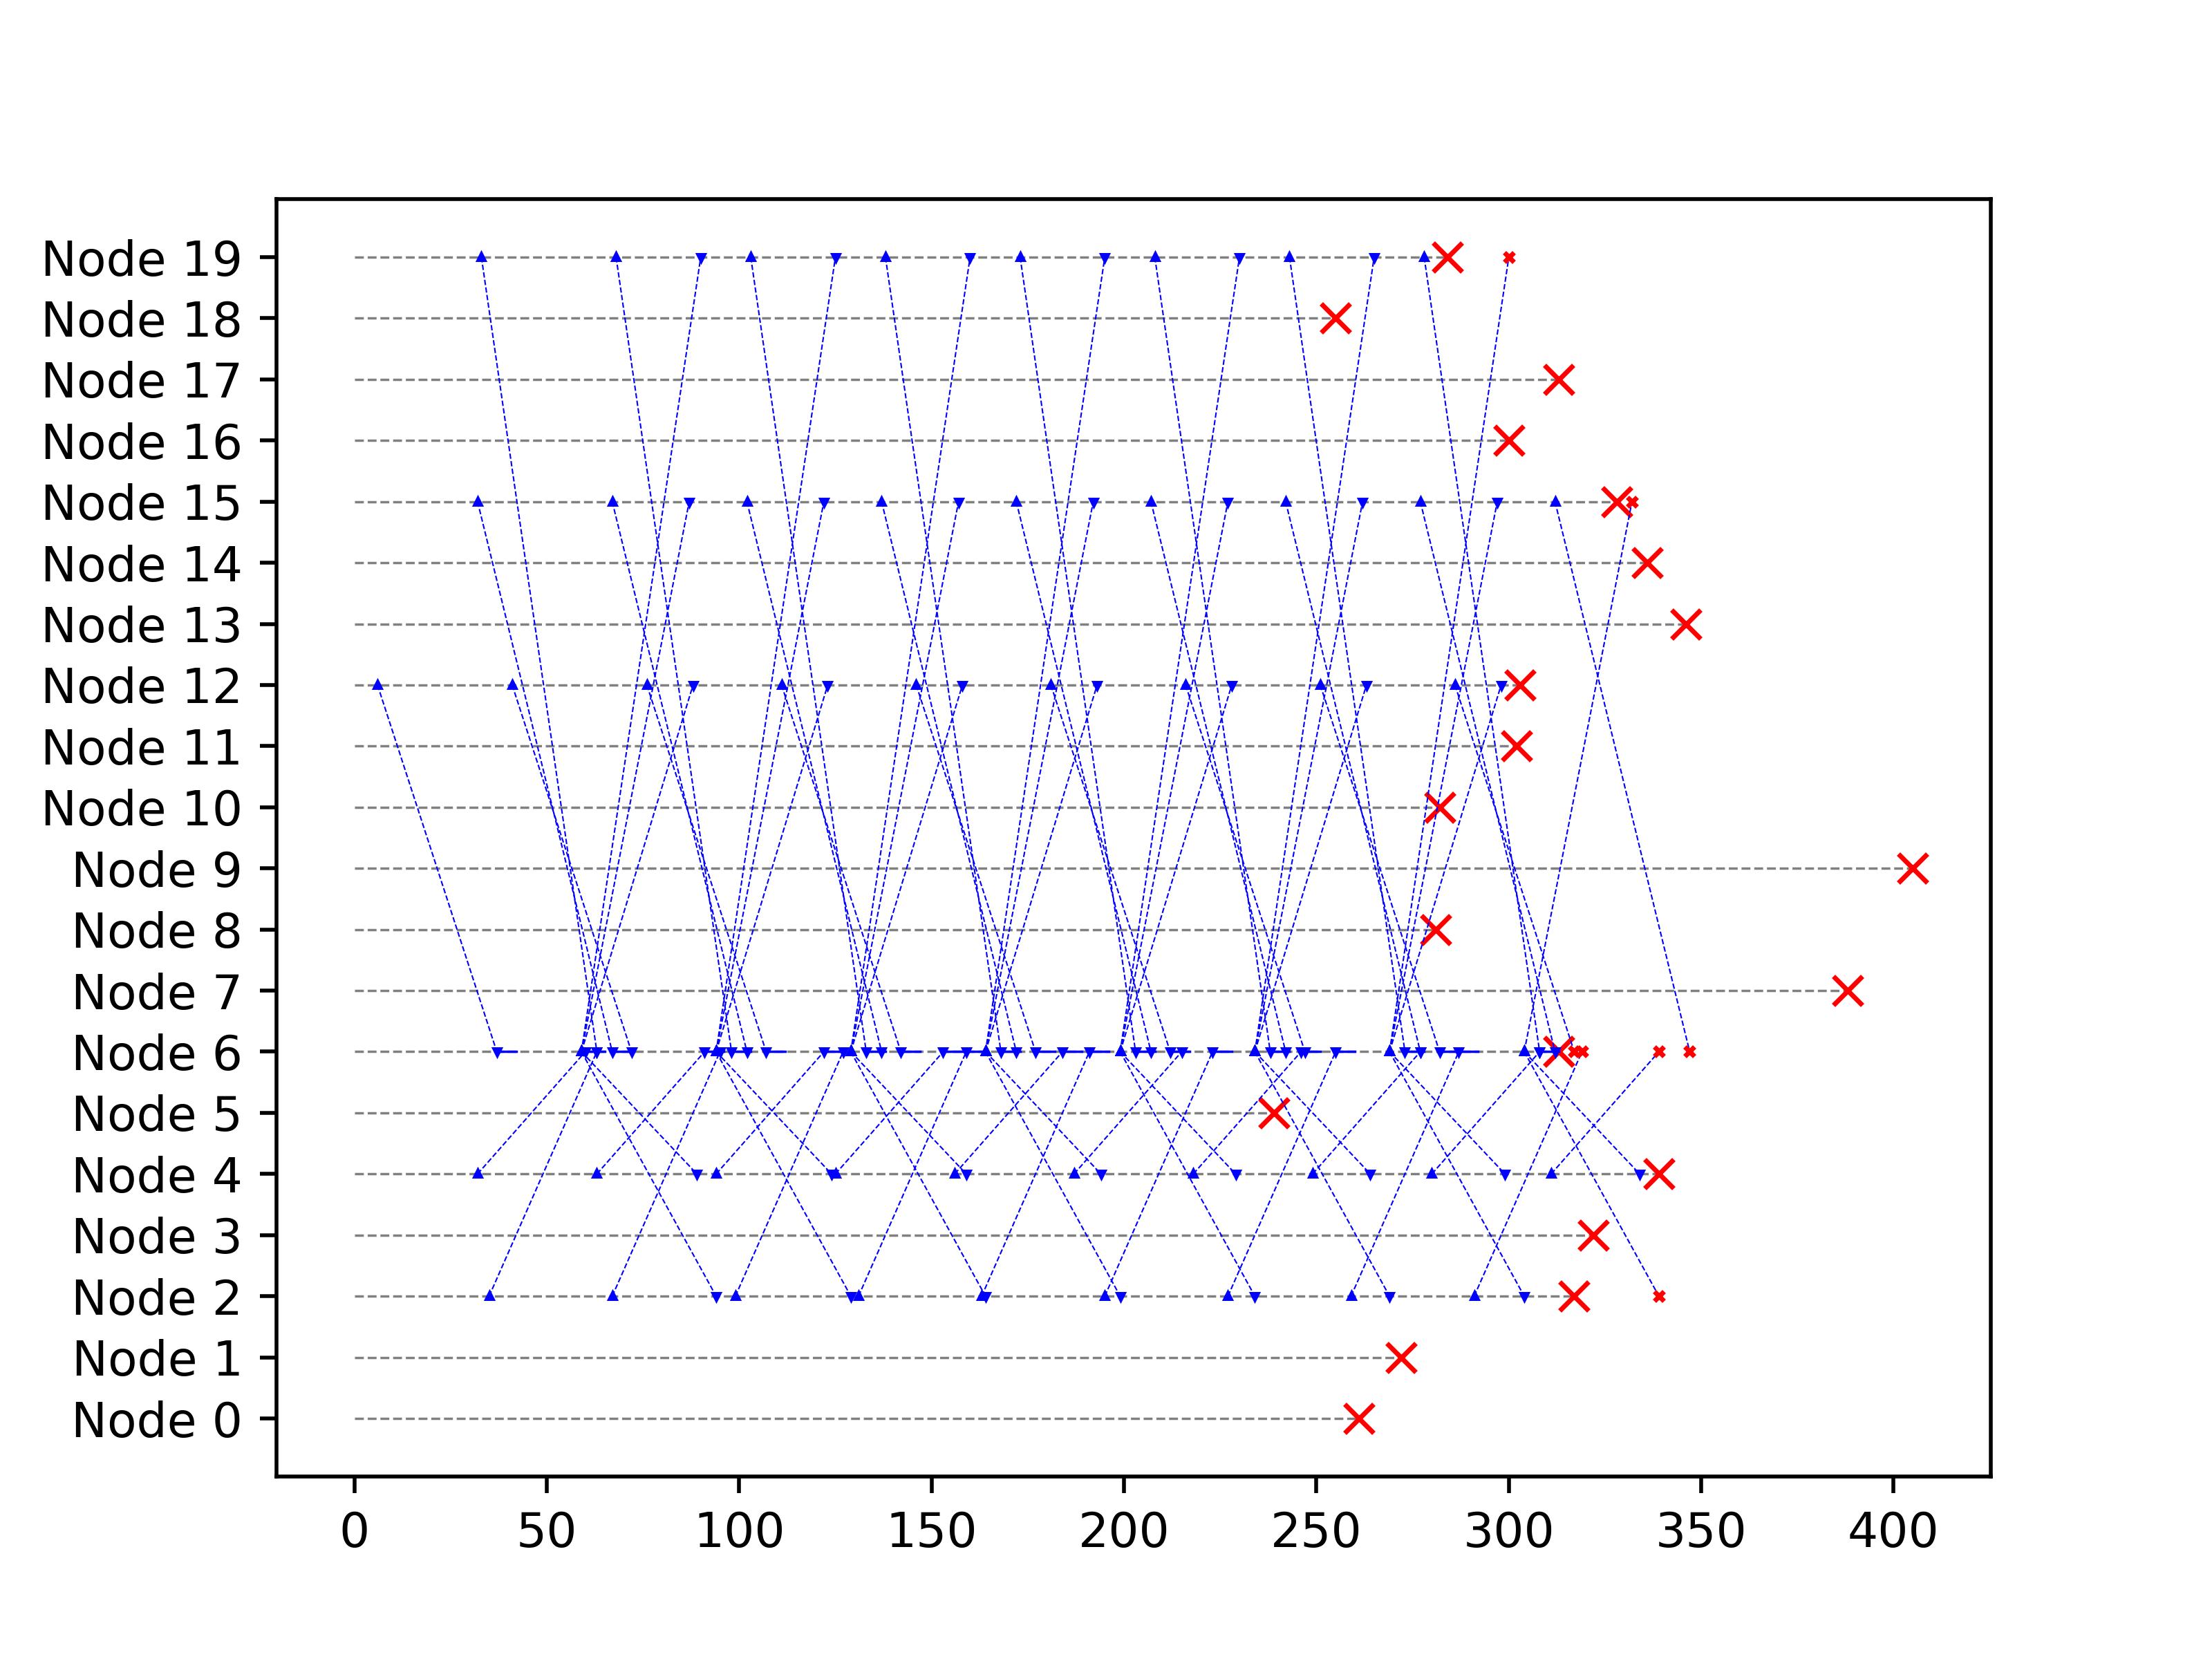 Node 19
Node 18
Node 17
Node 16
Node 15
Node 14
Node 13
Node 12
Node 11
Node 10
Node 9
Node 8
Node 7
Node 6
Node 5
Node 4
Node 3
Node 2
Node 1
Node 0
0 50 100 150 200 250 300 350 400